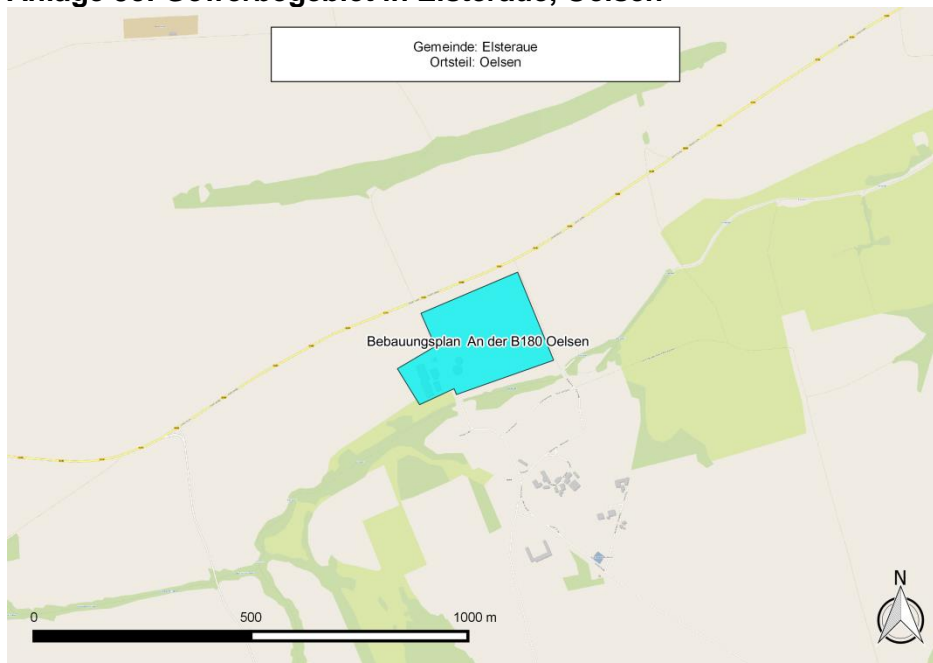 Gemeinde: Elsteraue
Ortsteil: Oelsen
Bebauungsplan An der B180 Oelsen
N
0 500 1000 m